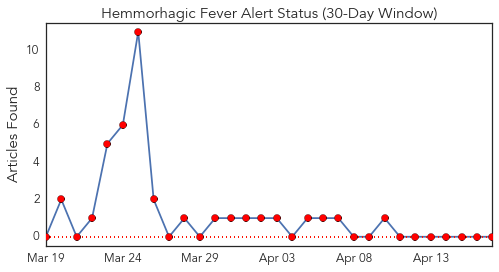 Hemmorhagic Fever Alert Status (30-Day Window)
Articles Found
10
8
6
4
2
0
Mar 19 Mar 24 Mar 29 Apr 03 Apr 08 Apr 13